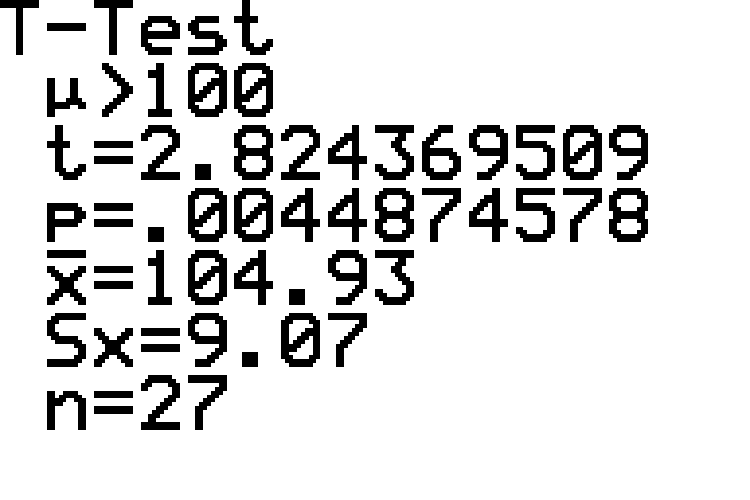 T-Test
μ>100
t=2.824369509
p=.0044874578
x̄=104.93
Sx=9.07
n=27